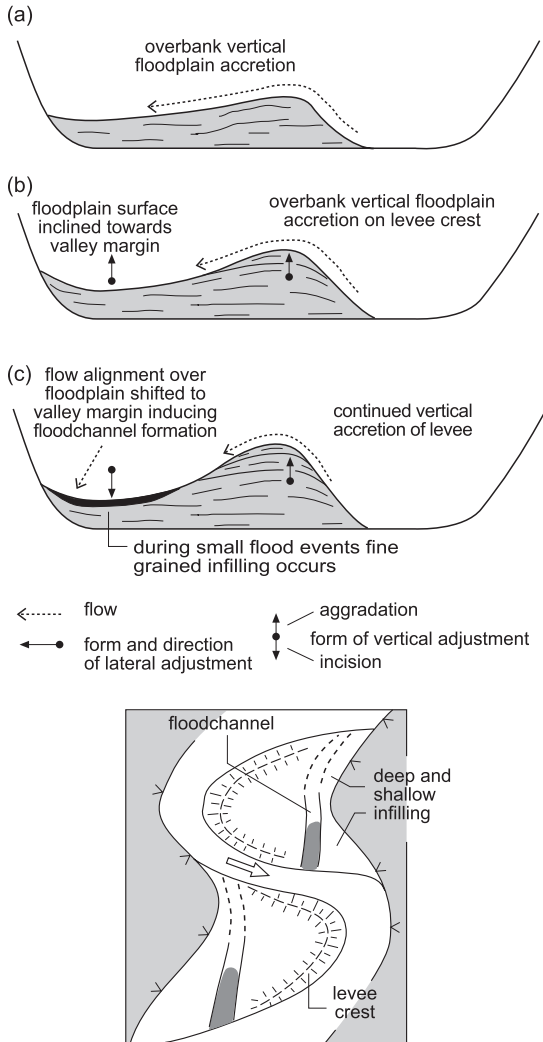 (a)
overbank vertical
floodplain accretion
(b)
floodplain surface
inclined towards
valley margin
overbank vertical floodplain
accretion on levee crest
(c)
flow alignment over
floodplain shifted to
valley margin inducing
floodchannel formation
continued vertical
accretion of levee
during small flood events fine
grained infilling occurs
flow
form and direction
of lateral adjustment
aggradation
form of vertical adjustment
incision
floodchannel
deep and
shallow
infilling
levee
crest